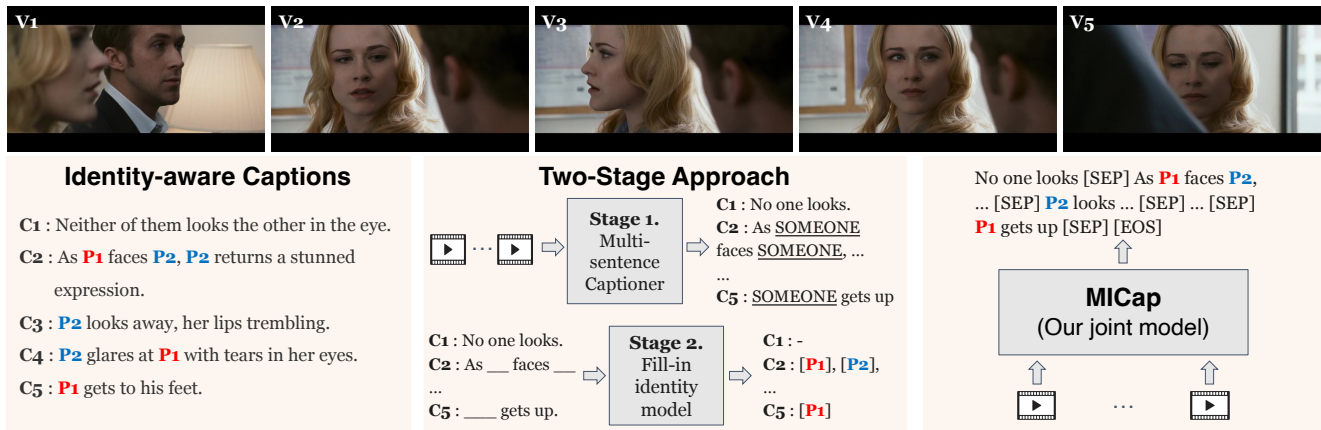 V1
V2
V3
V4
V5
Identity-aware Captions
C1 : Neither of them looks the other in the eye.
C2 : As P1 faces P2, P2 returns a stunned
expression.
C3 : P2 looks away, her lips trembling.
C4 : P2 glares at P1 with tears in her eyes.
C5 : P1 gets to his feet.
Two-Stage Approach
Stage 1.
Multi-
sentence
Captioner
C1 : No one looks.
C2 : As SOMEONE
faces SOMEONE, ...
...
C5 : SOMEONE gets up
C1 : No one looks.
C2 : As __ faces __
...
C5 : ___ gets up.
Stage 2.
Fill-in
identity
model
C1 : -
C2 : [P1], [P2],
...
C5 : [P1]
No one looks [SEP] As P1 faces P2,
... [SEP] P2 looks ... [SEP] ... [SEP]
P1 gets up [SEP] [EOS]
MICap
(Our joint model)